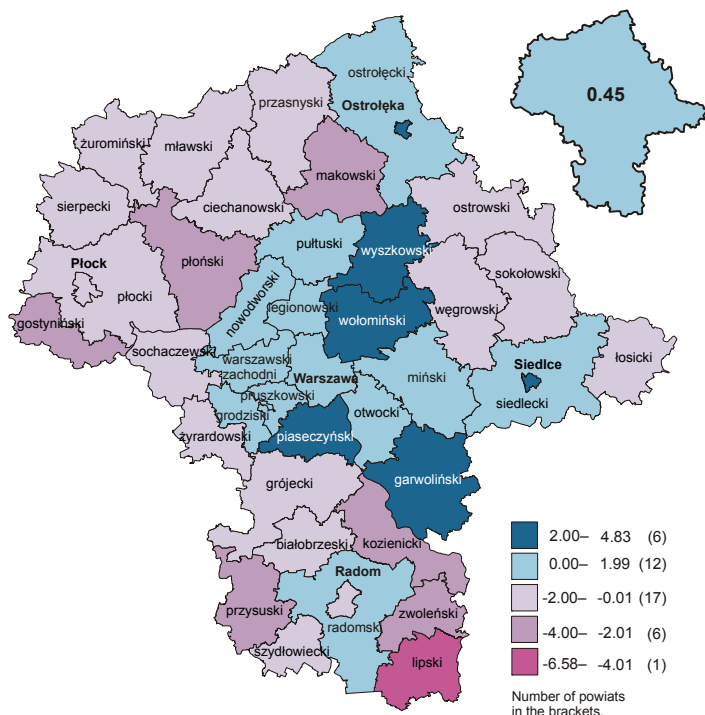 ostrołęcki
Ostrołęka
przasnyski
0.45
żuromiński
mławski
makowski
sierpecki
ciechanowski
ostrowski
pułtuski
wyszkowski
Płock
płoński
sokołowski
płocki
nowodworski
legionowski
węgrowski
gostyniński
wołomiński
sochaczewski
warszawski
zachodni
Warszawa
miński
Siedlce
łosicki
pruszkowski
siedlecki
grodziski
otwocki
żyrardowski
piaseczyński
grójecki
garwoliński
białobrzeski
kozienicki
Radom
przysuski
zwoleński
radomski
szydłowiecki
lipski
2.00– 4.83 (6)
0.00– 1.99 (12)
-2.00– -0.01 (17)
-4.00– -2.01 (6)
-6.58– -4.01 (1)
Number of powiats
in the brackets.